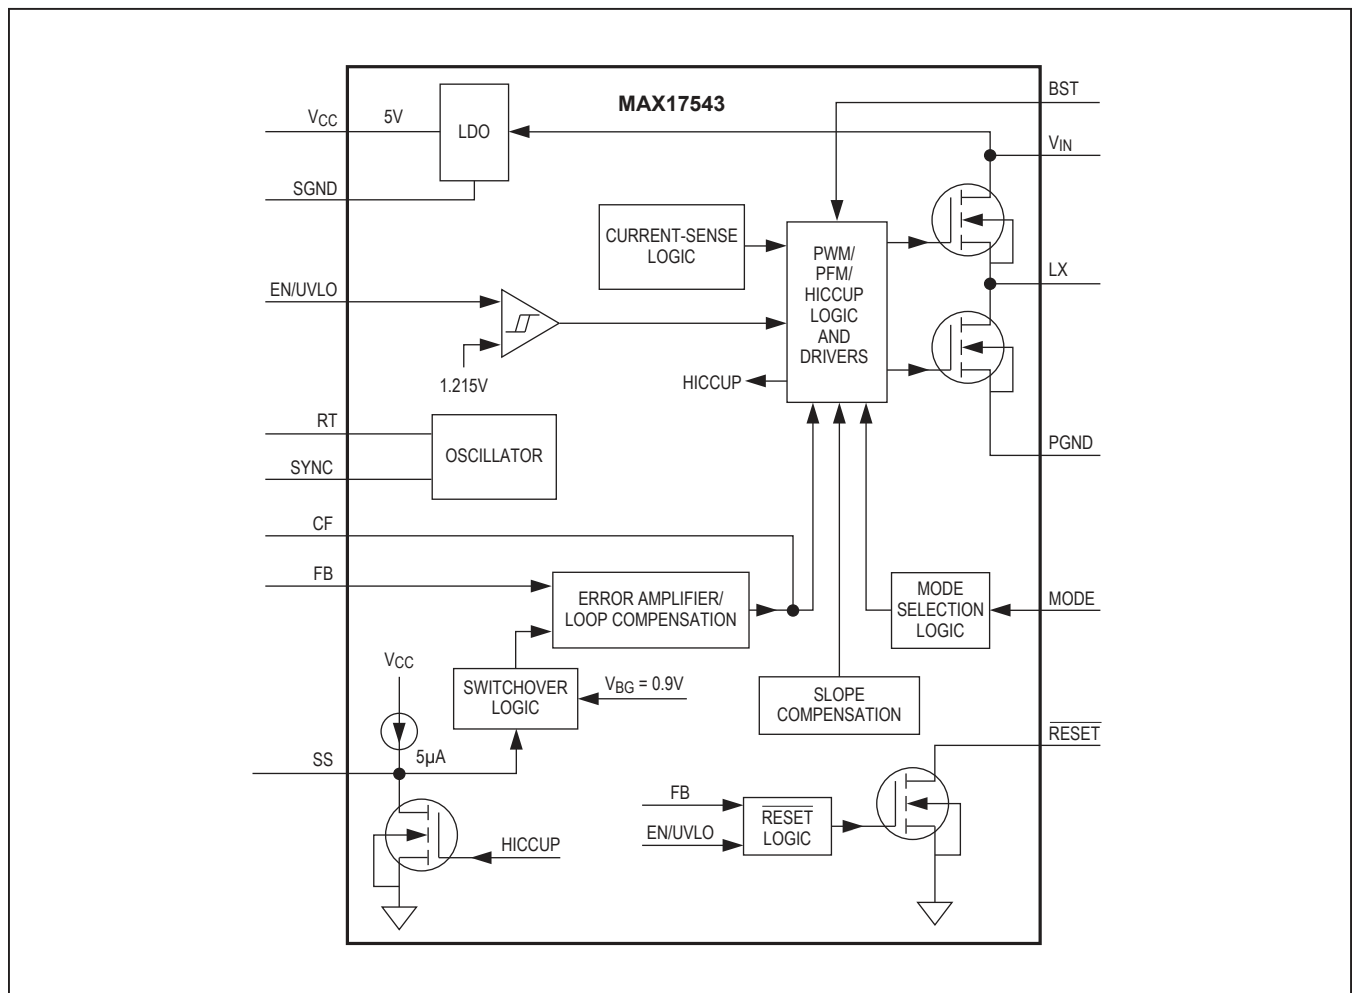 MAX17543
BST
VCC
5V
LDO
VIN
SGND
CURRENT-SENSE
LOGIC
PWM/
PFM/
HICCUP
LOGIC
AND
DRIVERS
LX
EN/UVLO
1.215V
HICCUP
RT
OSCILLATOR
SYNC
PGND
CF
FB
ERROR AMPLIFIER/
LOOP COMPENSATION
MODE
SELECTION
LOGIC
MODE
VCC
SWITCHOVER
LOGIC
VBG = 0.9V
SLOPE
COMPENSATION
RESET
SS
5µA
FB
EN/UVLO
RESET
LOGIC
HICCUP